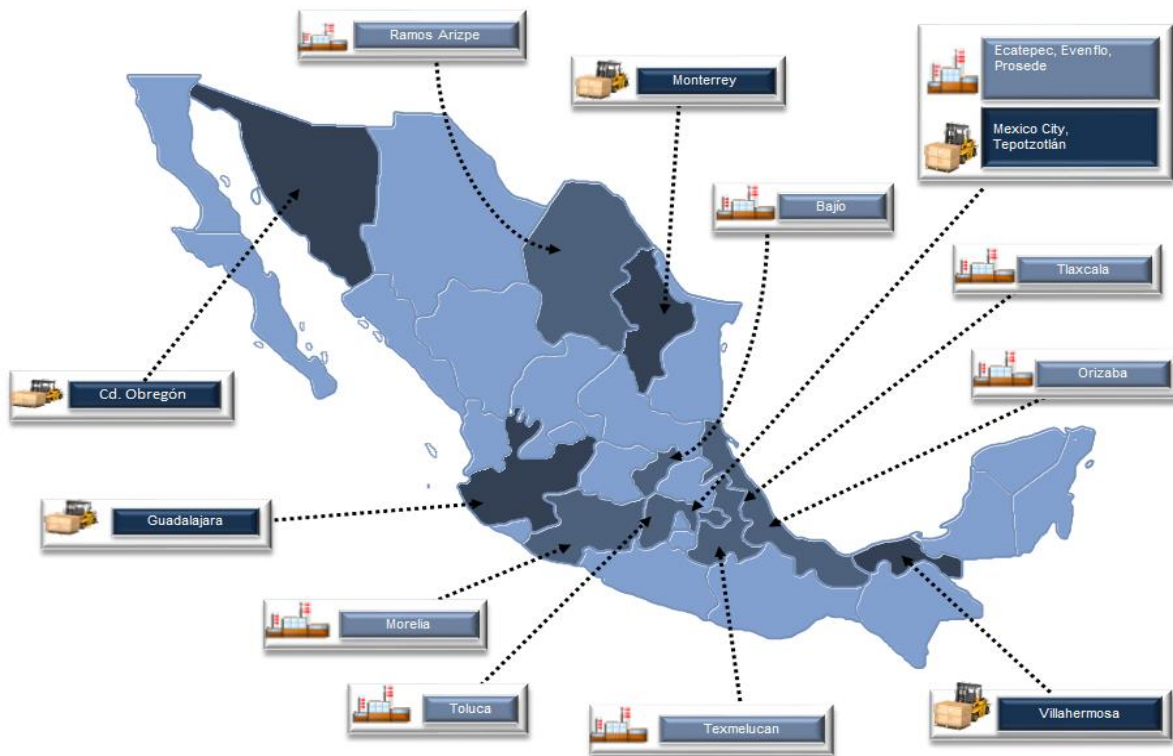 Ramos Arizpe
Ecatepec, Evenflo,
Prosede
Monterrey
Mexico City,
Tepotzotlán
Bajío
Tlaxcala
Orizaba
Cd. Obregón
Guadalajara
Morelia
Toluca
Texmelucan
Villahermosa